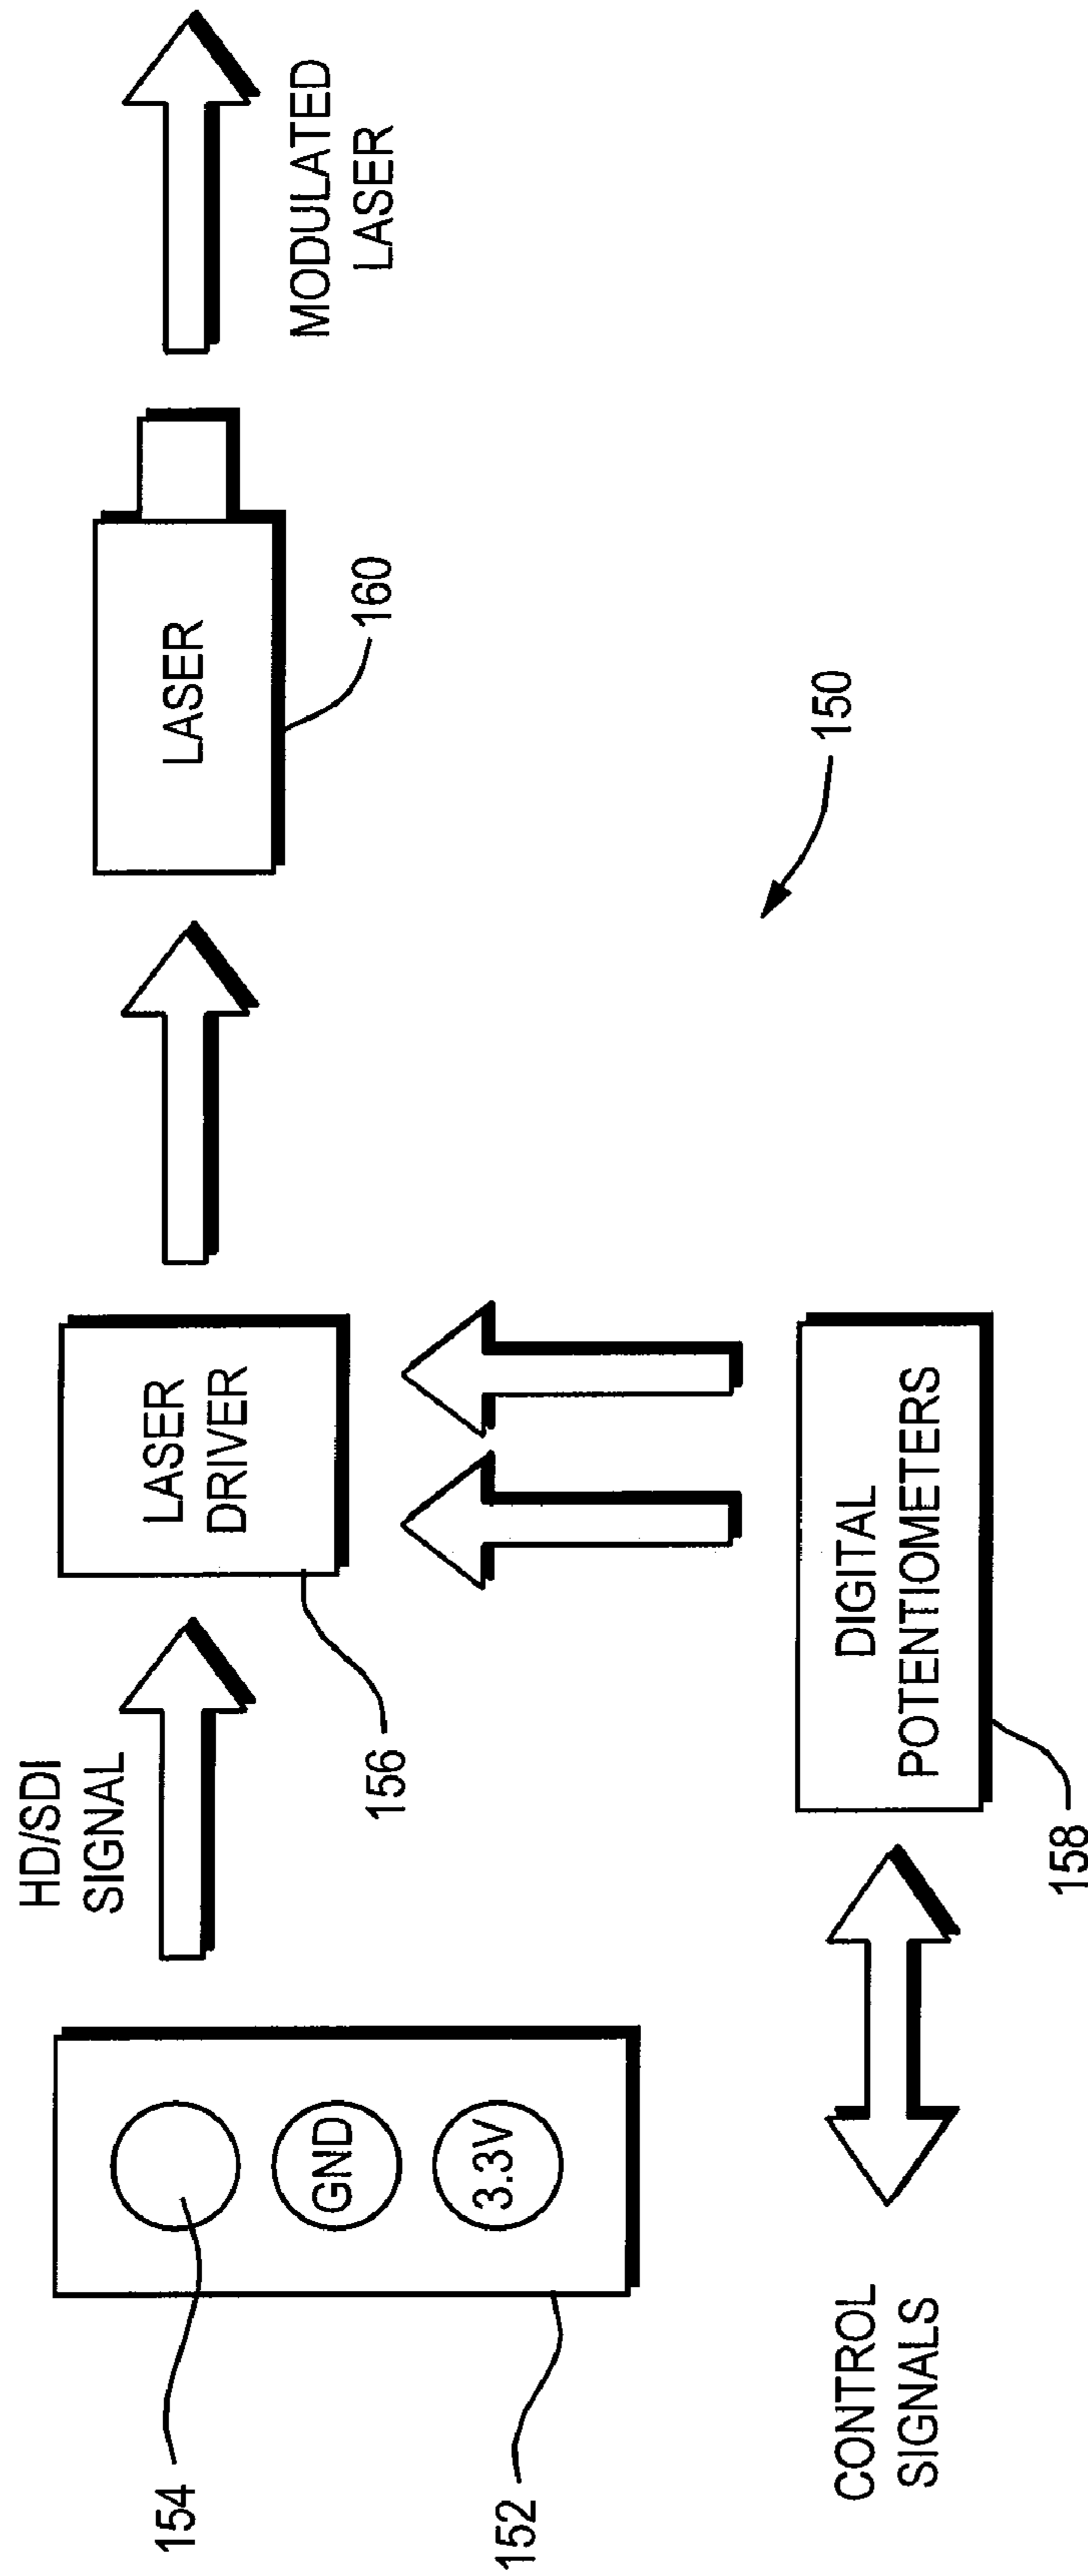 HD/SDI
SIGNAL
LASER
DRIVER
LASER
MODULATED
LASER
154
GND
3.3V
152
156
160
150
CONTROL
SIGNALS
DIGITAL
POTENTIOMETERS
158